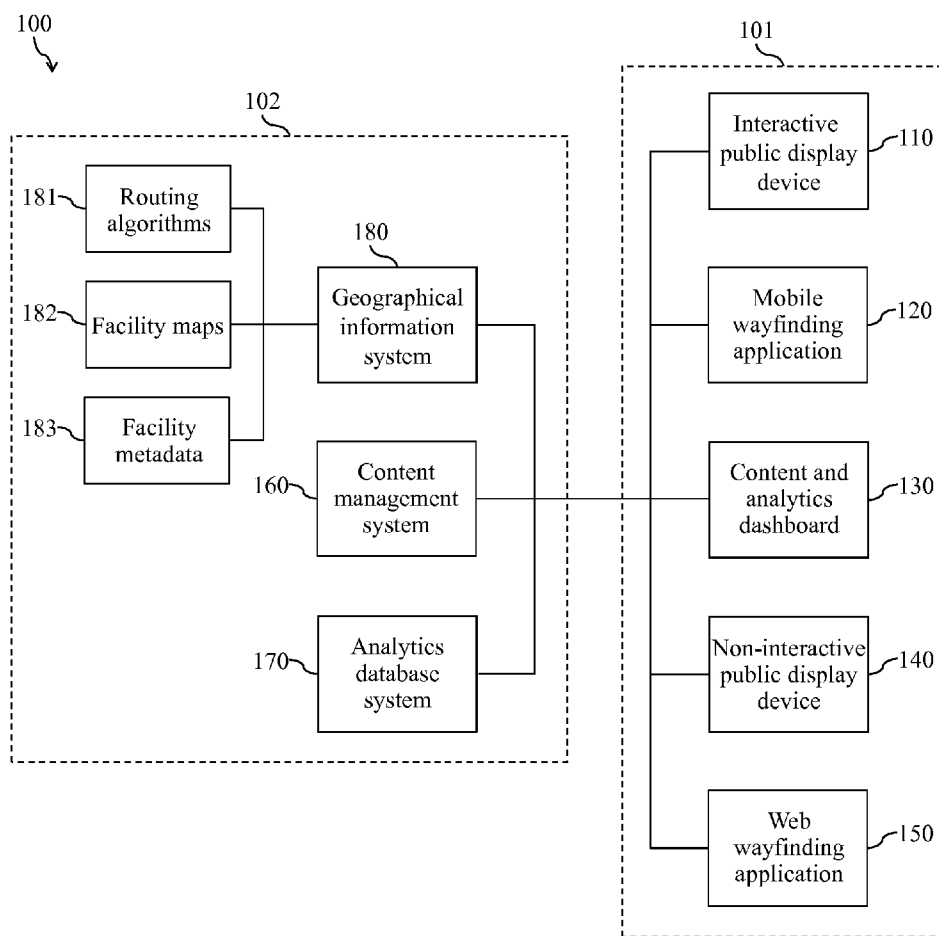 100
101
102
Interactive
public display
device
110
181
Routing
algorithms
180
182
Facility maps
Geographical
information
system
Mobile
wayfinding
application
120
183
Facility
metadata
160
Content
management
system
Content and
analytics
dashboard
130
170
Analytics
database
system
Non-interactive
public display
device
140
Web
wayfinding
application
150